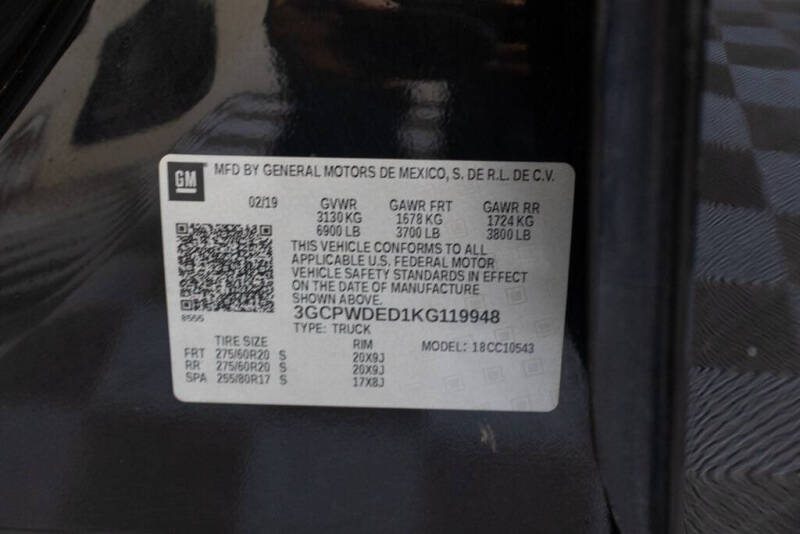 GM MFD BY GENERAL MOTORS DE MEXICO, S. DE R.L. DE C.V.
02/19 GVWR GAWR FRT GAWR RR
3130 KG 1678 KG 1724 KG
6900 LB 3700 LB 3800 LB
THIS VEHICLE CONFORMS TO ALL
APPLICABLE U.S. FEDERAL MOTOR
VEHICLE SAFETY STANDARDS IN EFFECT
ON THE DATE OF MANUFACTURE
SHOWN ABOVE.
8555
3GCPWDED1KG119948
TYPE: TRUCK
TIRE SIZE RIM MODEL: 18CC10543
FRT 275/60R20 S 20X9J
RR 275/60R20 S 20X9J
SPA 255/80R17 S 17X8J